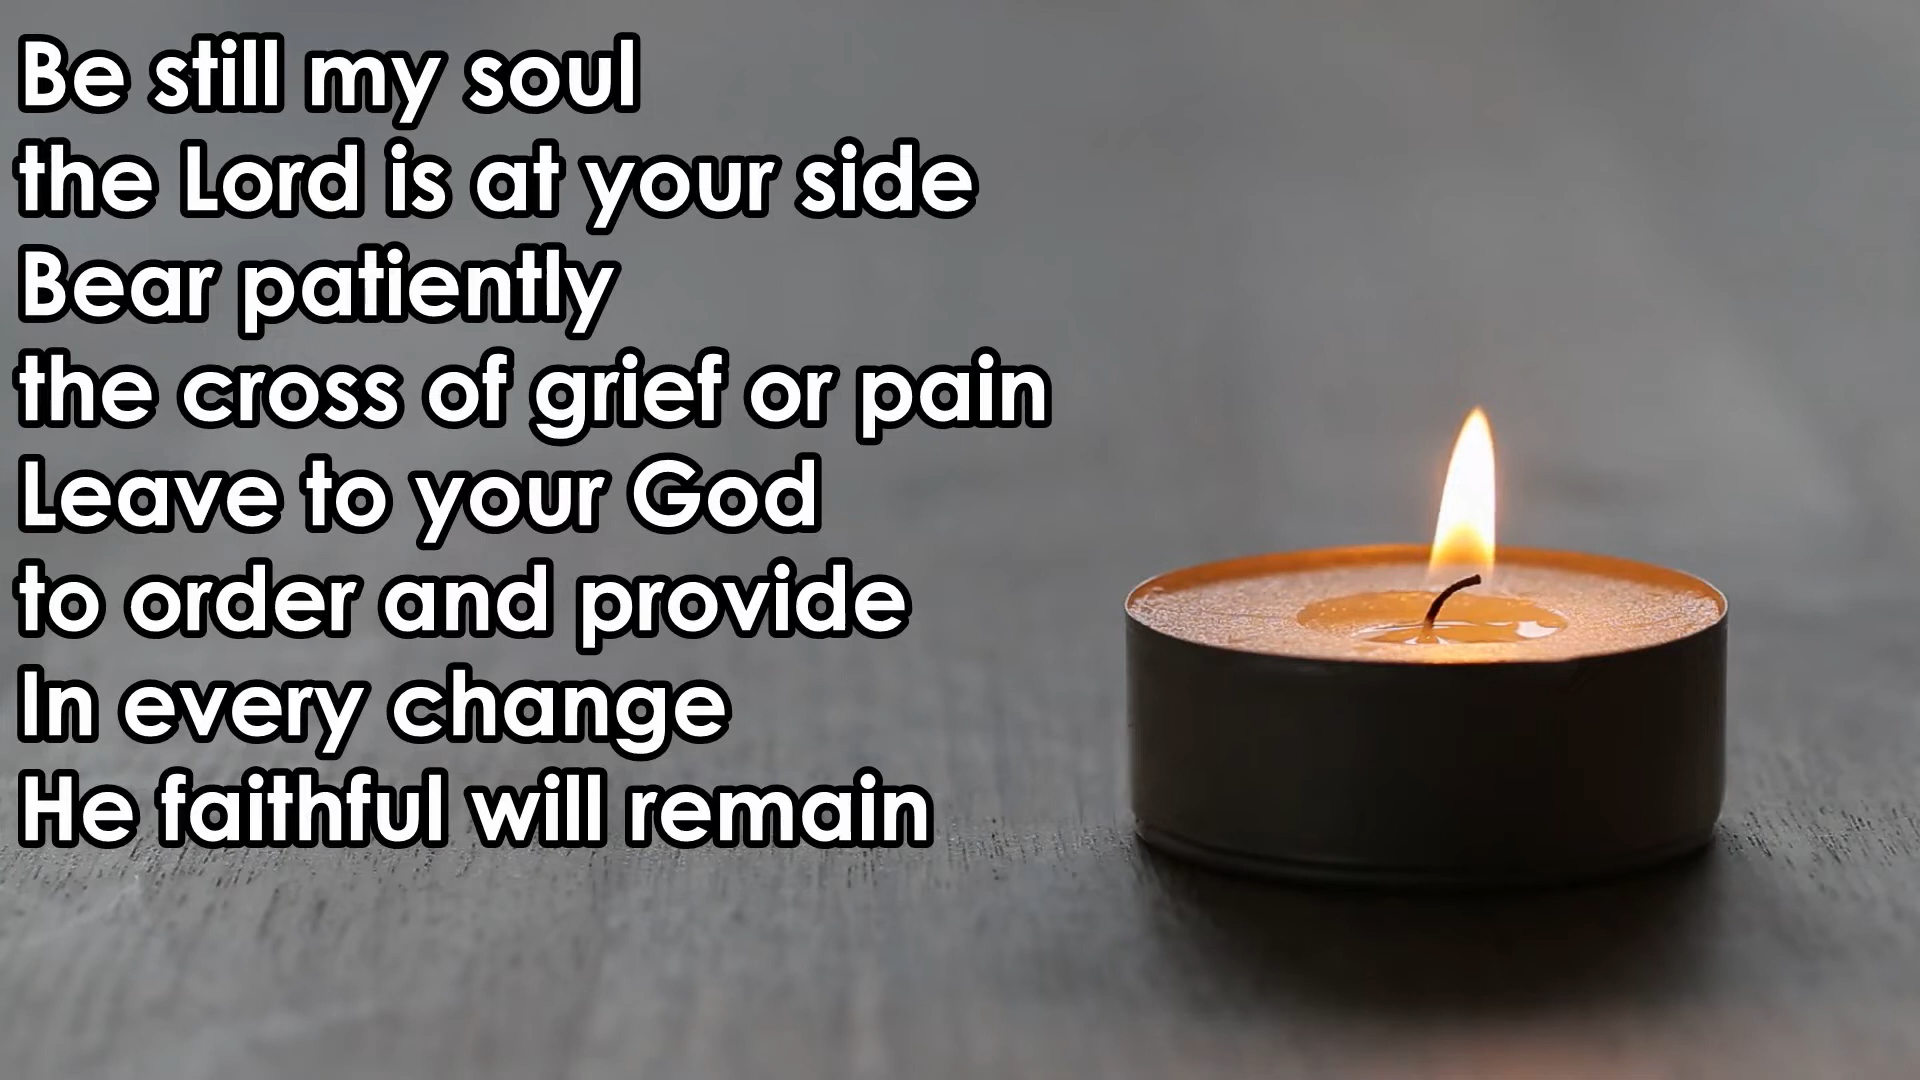 Be still my soul
the Lord is at your side
Bear patiently
the cross of grief or pain
Leave to your God
to order and provide
In every change
He faithful will remain